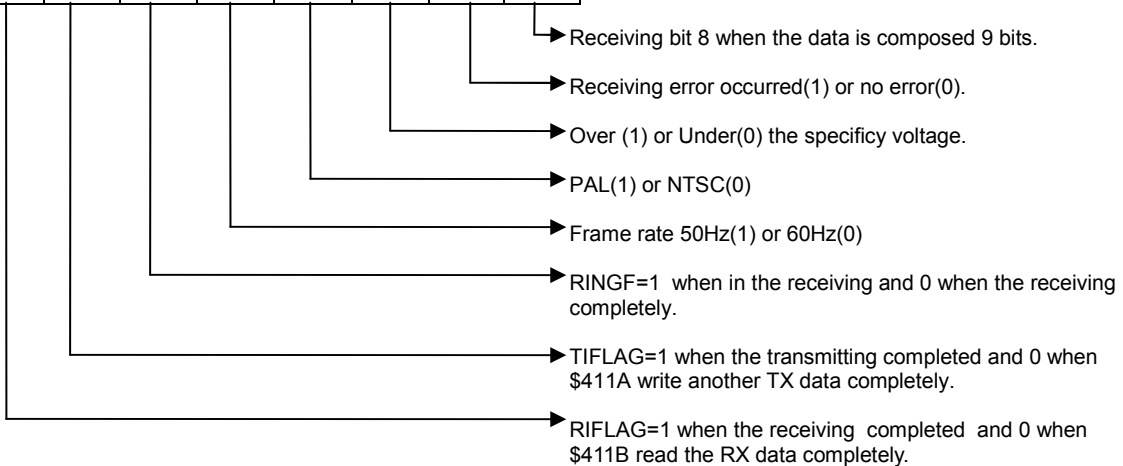 Receiving bit 8 when the data is composed 9 bits.
Receiving error occurred(1) or no error(0).
Over (1) or Under(0) the specificy voltage.
PAL(1) or NTSC(0)
Frame rate 50Hz(1) or 60Hz(0)
RINGF=1 when in the receiving and 0 when the receiving
completely.
TIFLAG=1 when the transmitting completed and 0 when
$411A write another TX data completely.
RIFLAG=1 when the receiving completed and 0 when
$411B read the RX data completely.